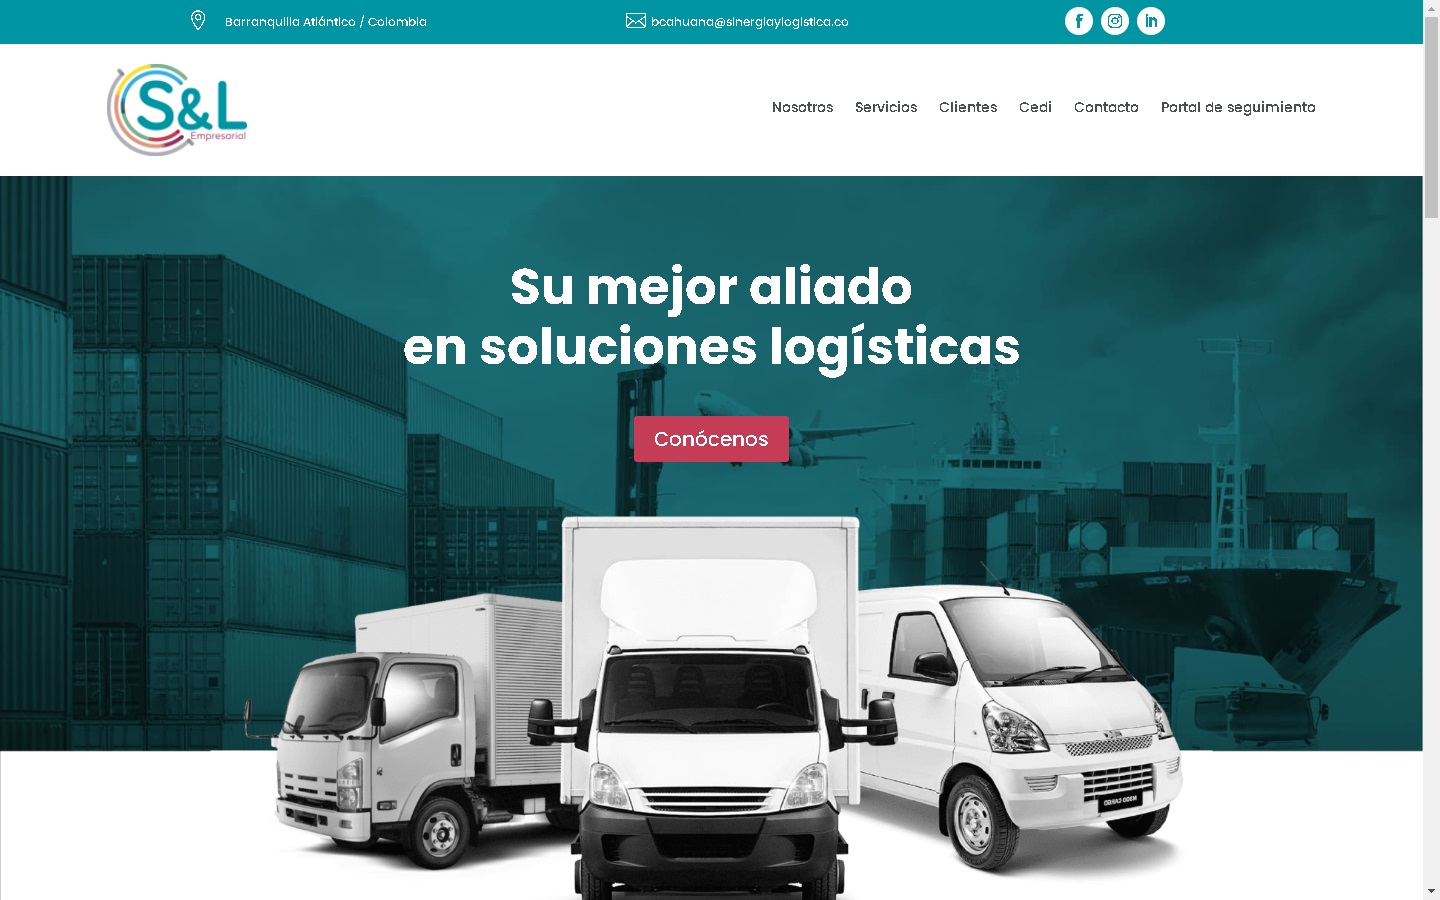 Barranquilla Atlántico / Colombia
bcahuana@sinergiaylogistica.co
S&L
Empresarial
Nosotros
Servicios
Clientes
Cedi
Contacto
Portal de seguimiento
Su mejor aliado
en soluciones logísticas
Conócenos